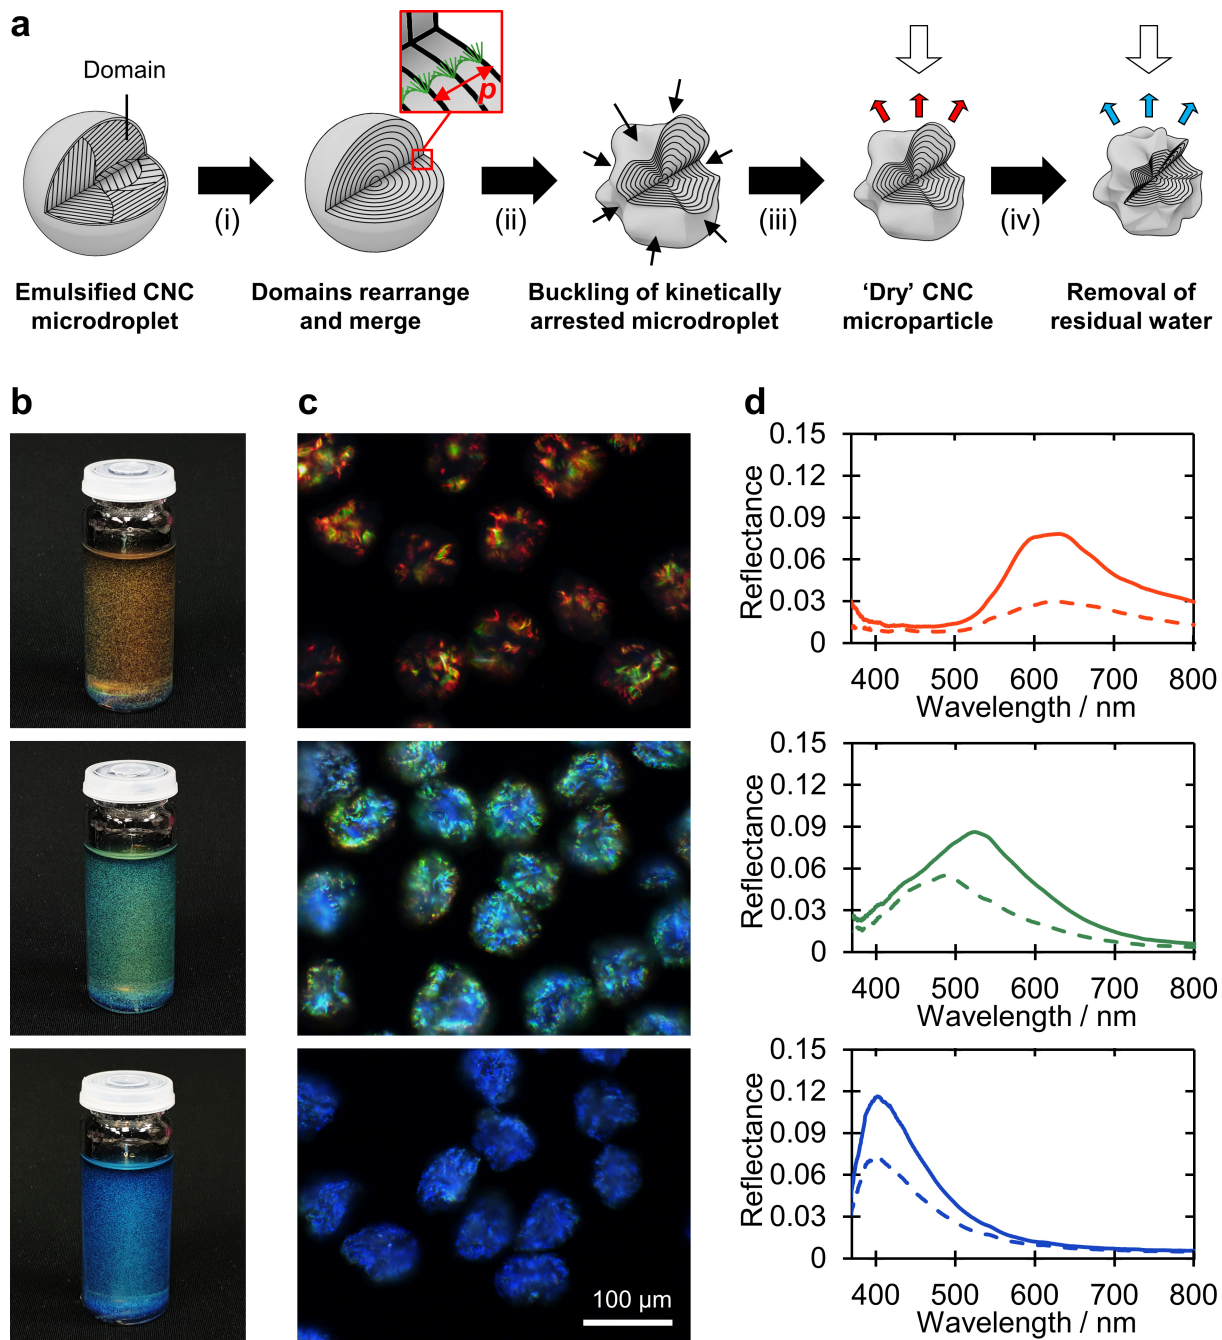 a
Domain
p
(i)
(ii)
(iii)
(iv)
Emulsified CNC
microdroplet
Domains rearrange
and merge
Buckling of kinetically
arrested microdroplet
‘Dry’ CNC
microparticle
Removal of
residual water
b
c
d
100 µm
0.15
0.12
0.09
0.06
0.03
0
Reflectance
400 500 600 700 800
Wavelength / nm
0.15
0.12
0.09
0.06
0.03
0
Reflectance
400 500 600 700 800
Wavelength / nm
0.15
0.12
0.09
0.06
0.03
0
Reflectance
400 500 600 700 800
Wavelength / nm